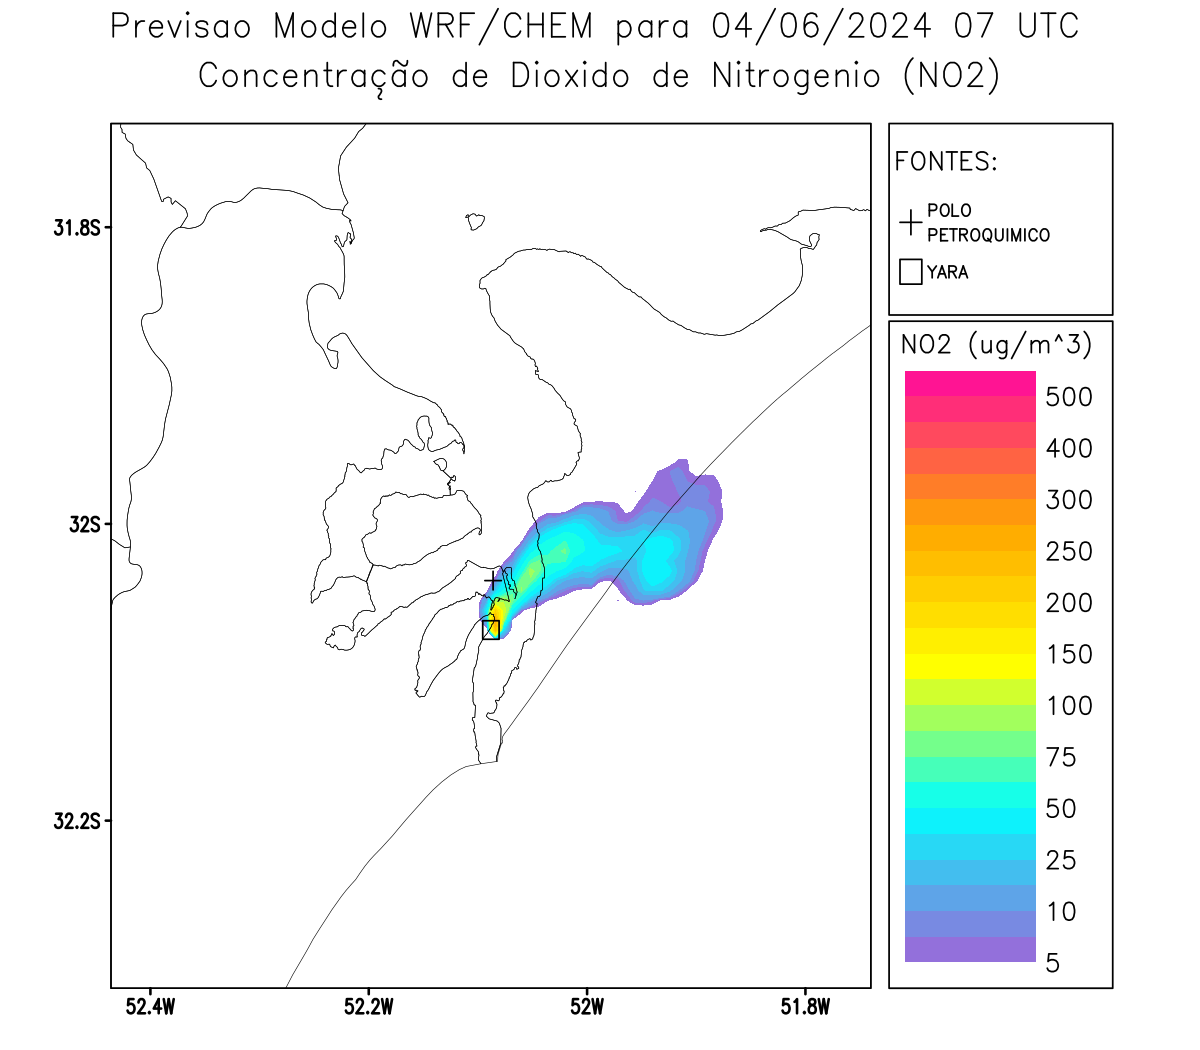 Previsao Modelo WRF/CHEM para 04/06/2024 07 UTC
Concentração de Dioxido de Nitrogenio (NO2)
FONTES:
POLO
PETROQUIMICO
YARA
31.8S
32S
32.2S
52.4W
52.2W
52W
51.8W
NO2 (ug/m^3)
500
400
300
250
200
150
100
75
50
25
10
5